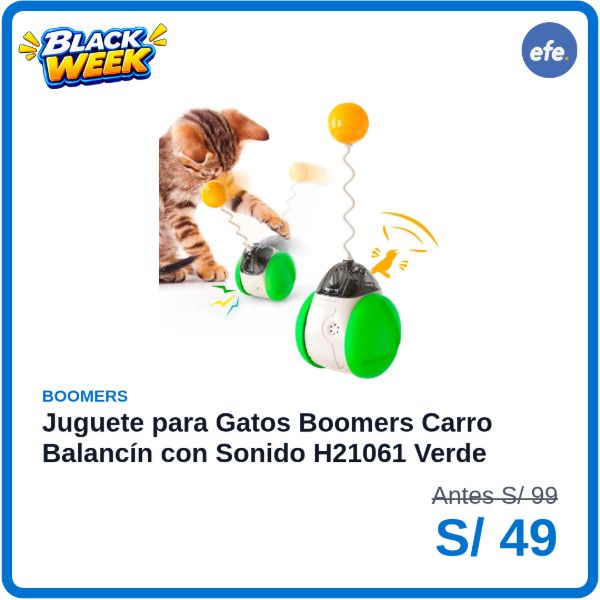 BLACK
WEEK
efe.
BOOMERS
Juguete para Gatos Boomers Carro
Balancín con Sonido H21061 Verde
Antes S/ 99
S/ 49